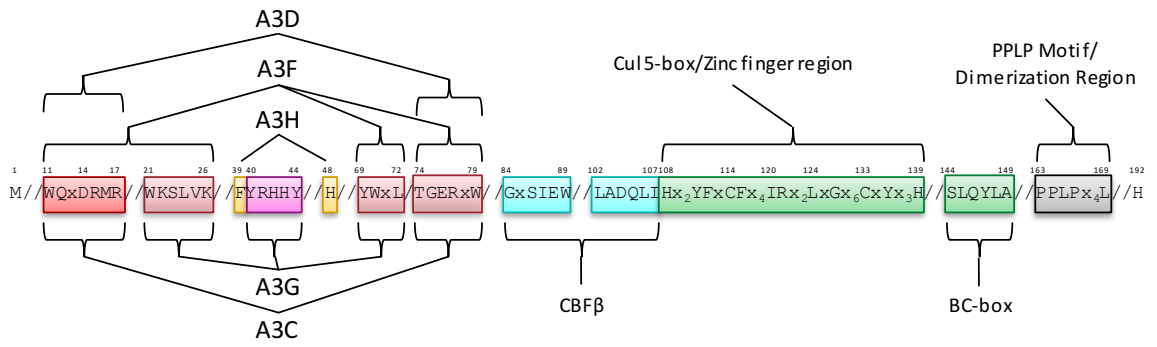 A3D
A3F
A3H
Cul5-box/Zinc finger region
PPLP Motif/
Dimerization Region
1 11 14 17 21 26 39 40 44 48 69 72 74 79 84 89 102 107 108 114 120 124 133 139 144 149 163 169 192
M//WQxDRMR//WKSLVK//FYRHHY//H//YWxL//TGERxW//GxSIEW//LADQLIHx₂YFxCFx₄IRx₂LxGx₆CxYx₃H//SLQYLA//PPLPx₄L//H
A3G
A3C
CBFβ
BC-box